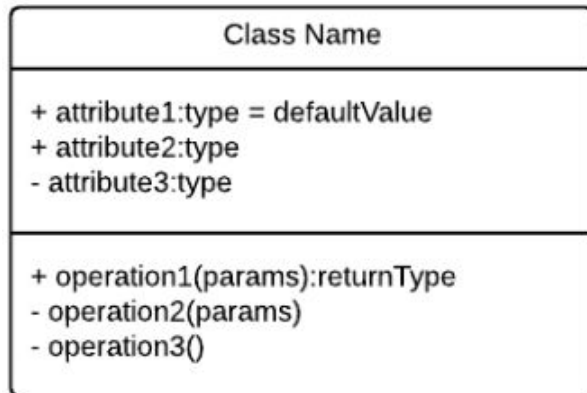 Class Name
+ attribute1:type = defaultValue
+ attribute2:type
- attribute3:type
+ operation1(params):returnType
- operation2(params)
- operation3()